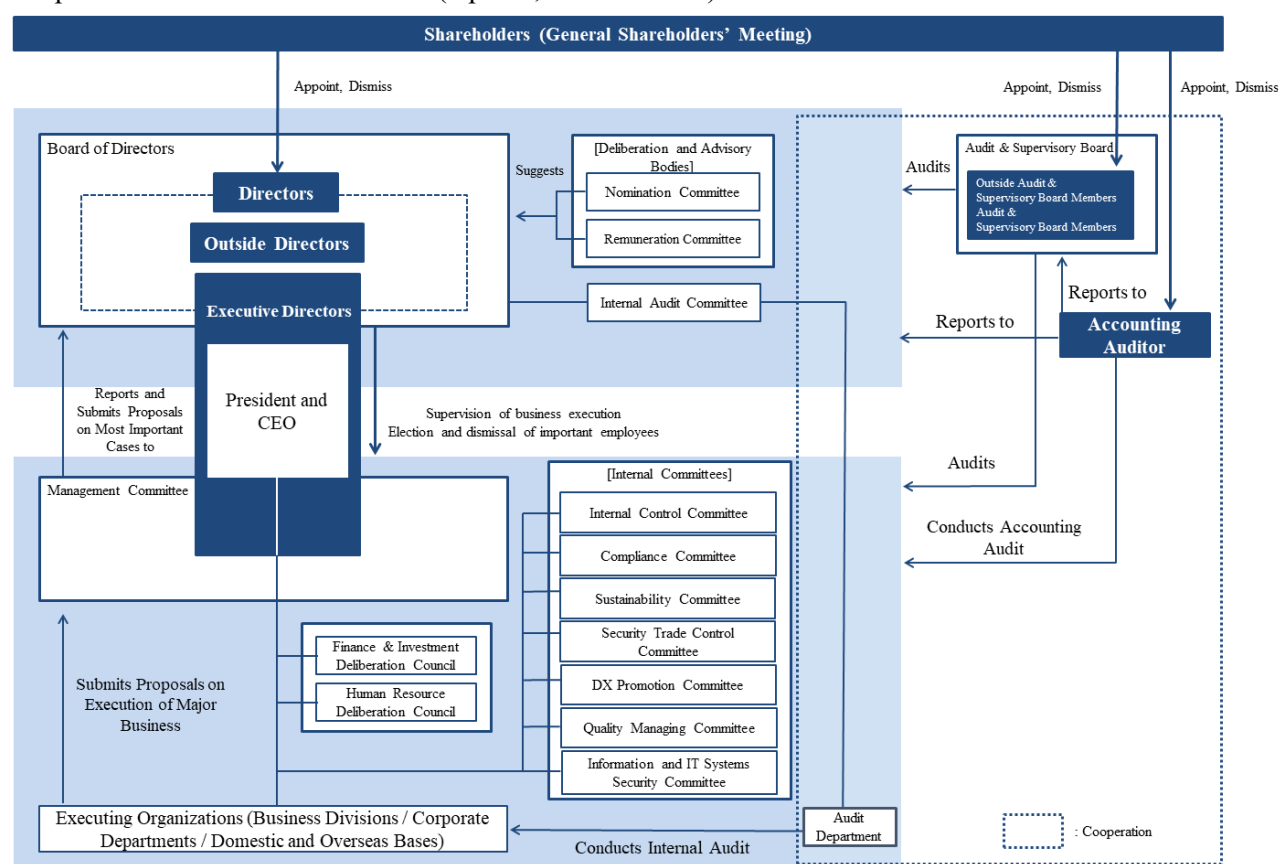 Shareholders (General Shareholders' Meeting)
Appoint, Dismiss
Appoint, Dismiss
Appoint, Dismiss
Board of Directors
Directors
Outside Directors
Executive Directors
President and
CEO
Suggests
[Deliberation and Advisory
Bodies]
Nomination Committee
Remuneration Committee
Internal Audit Committee
Audits
Audit & Supervisory Board
Outside Audit &
Supervisory Board Members
Audit &
Supervisory Board Members
Reports to
Reports to
Accounting
Auditor
Reports and
Submits Proposals
on Most Important
Cases to
Supervision of business execution
Election and dismissal of important employees
Management Committee
[Internal Committees]
Internal Control Committee
Compliance Committee
Sustainability Committee
Security Trade Control
Committee
DX Promotion Committee
Quality Managing Committee
Information and IT Systems
Security Committee
Audits
Conducts Accounting
Audit
Finance & Investment
Deliberation Council
Human Resource
Deliberation Council
Submits Proposals on
Execution of Major
Business
Executing Organizations (Business Divisions / Corporate
Departments / Domestic and Overseas Bases)
Conducts Internal Audit
Audit
Department
: Cooperation